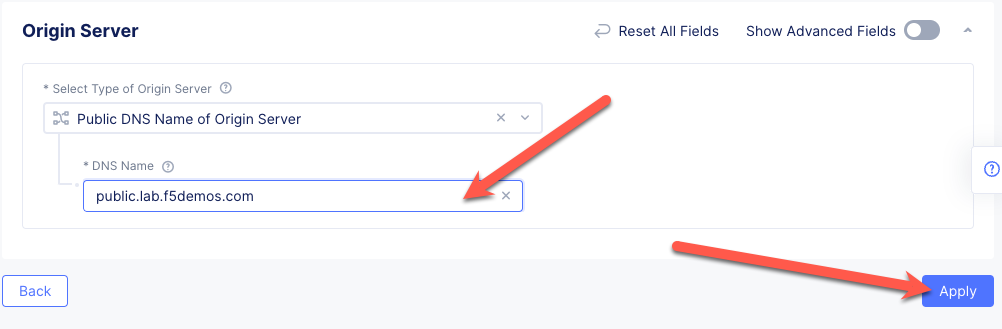 Origin Server
Reset All Fields
Show Advanced Fields
* Select Type of Origin Server
Public DNS Name of Origin Server
* DNS Name
public.lab.f5demos.com
Back
Apply